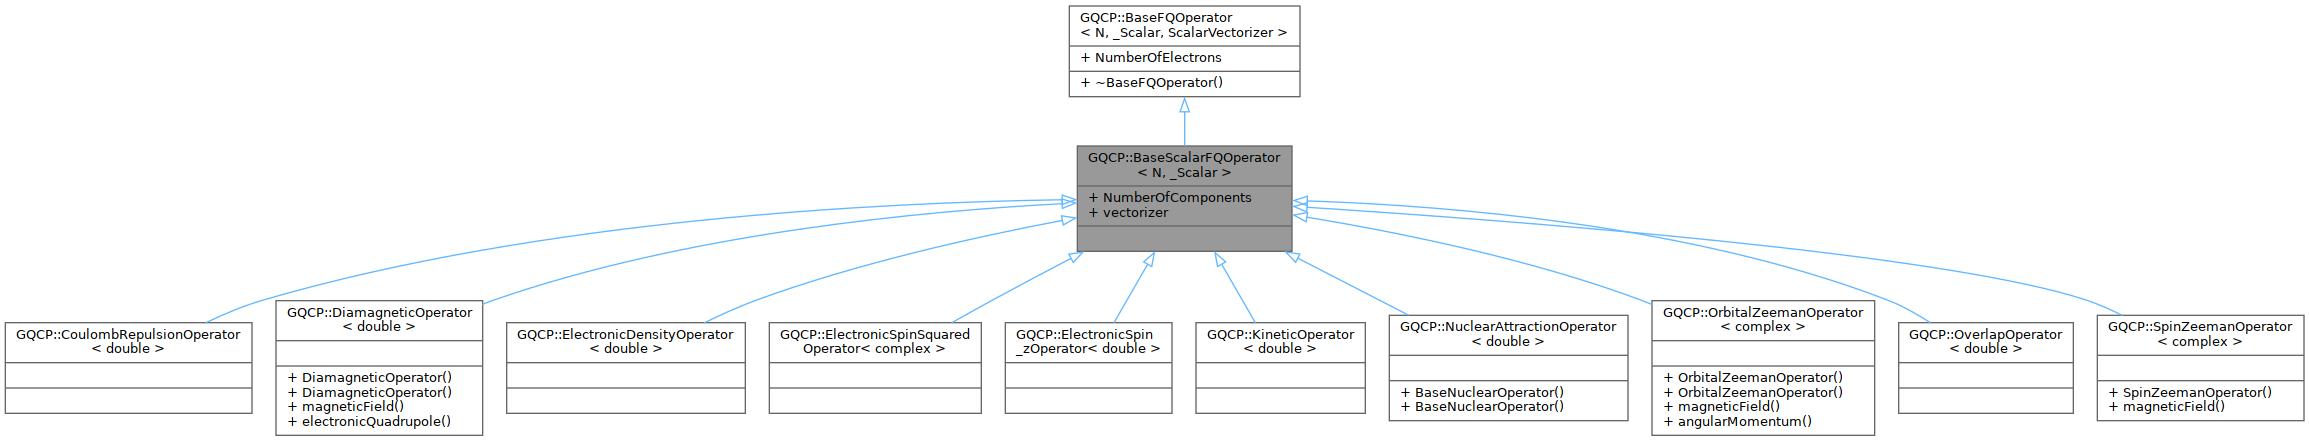 GQCP::BaseFQOperator
< N, _Scalar, ScalarVectorizer >
+ NumberOfElectrons
+ ~BaseFQOperator()
GQCP::BaseScalarFQOperator
< N, _Scalar >
+ NumberOfComponents
+ vectorizer
GQCP::CoulombRepulsionOperator
< double >
GQCP::DiamagneticOperator
< double >
+ DiamagneticOperator()
+ DiamagneticOperator()
+ magneticField()
+ electronicQuadrupole()
GQCP::ElectronicDensityOperator
< double >
GQCP::ElectronicSpinSquared
Operator< complex >
GQCP::ElectronicSpin
_zOperator< double >
GQCP::KineticOperator
< double >
GQCP::NuclearAttractionOperator
< double >
+ BaseNuclearOperator()
+ BaseNuclearOperator()
GQCP::OrbitalZeemanOperator
< complex >
+ OrbitalZeemanOperator()
+ OrbitalZeemanOperator()
+ magneticField()
+ angularMomentum()
GQCP::OverlapOperator
< double >
GQCP::SpinZeemanOperator
< complex >
+ SpinZeemanOperator()
+ magneticField()